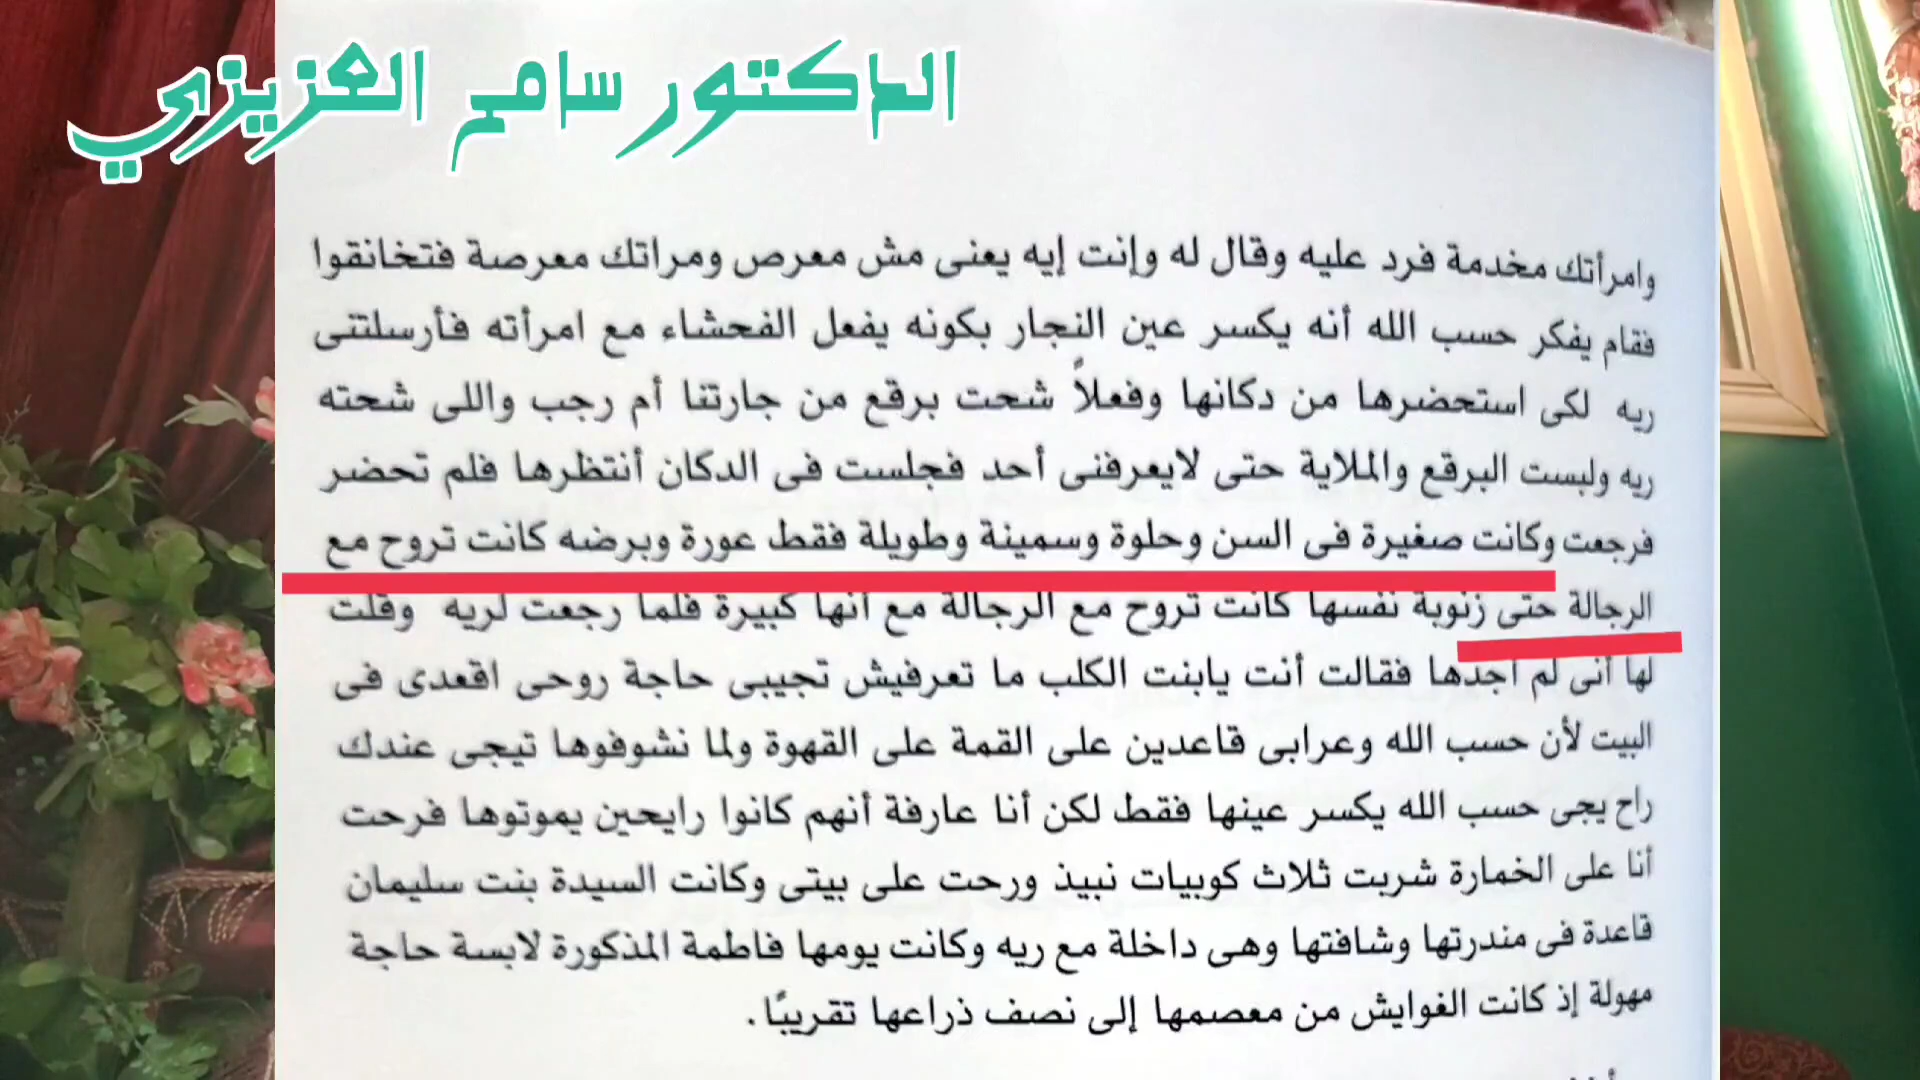 الدكتور سامح العزيزي
وامرأتك مخدمة فرد عليه وقال له وإنت إيه يعنى مش معرص ومراتك معرصة فتخانقوا
فقام يفكر حسب الله أنه يكسر عين النجار بكونه يفعل الفحشاء مع امرأته فأرسلتنى
ريه لكى استحضرها من دكانها وفعلاً شحت برقع من جارتنا أم رجب واللى شحته
ريه ولبست البرقع والملاية حتى لايعرفنى أحد فجلست فى الدكان أنتظرها فلم تحضر
فرجعت وكانت صغيرة فى السن وحلوة وسمينة وطويلة فقط عورة وبرضه كانت تروح مع
الرجالة حتى زنوبة نفسها كانت تروح مع الرجالة مع أنها كبيرة فلما رجعت لريه وقلت
لها أنى لم أجدها فقالت أنت يابنت الكلب ما تعرفيش تجيبى حاجة روحى اقعدى فى
البيت لأن حسب الله وعرابى قاعدين على القمة على القهوة ولما نشوفوها تيجى عندك
راح يجى حسب الله يكسر عينها فقط لكن أنا عارفة أنهم كانوا رايحين يموتوها فرحت
أنا على الخمارة شربت ثلاث كوبيات نبيذ ورحت على بيتى وكانت السيدة بنت سليمان
قاعدة فى مندرتها وشافتها وهى داخلة مع ريه وكانت يومها فاطمة المذكورة لابسة حاجة
مهولة إذ كانت الغوايش من معصمها إلى نصف ذراعها تقريبًا.